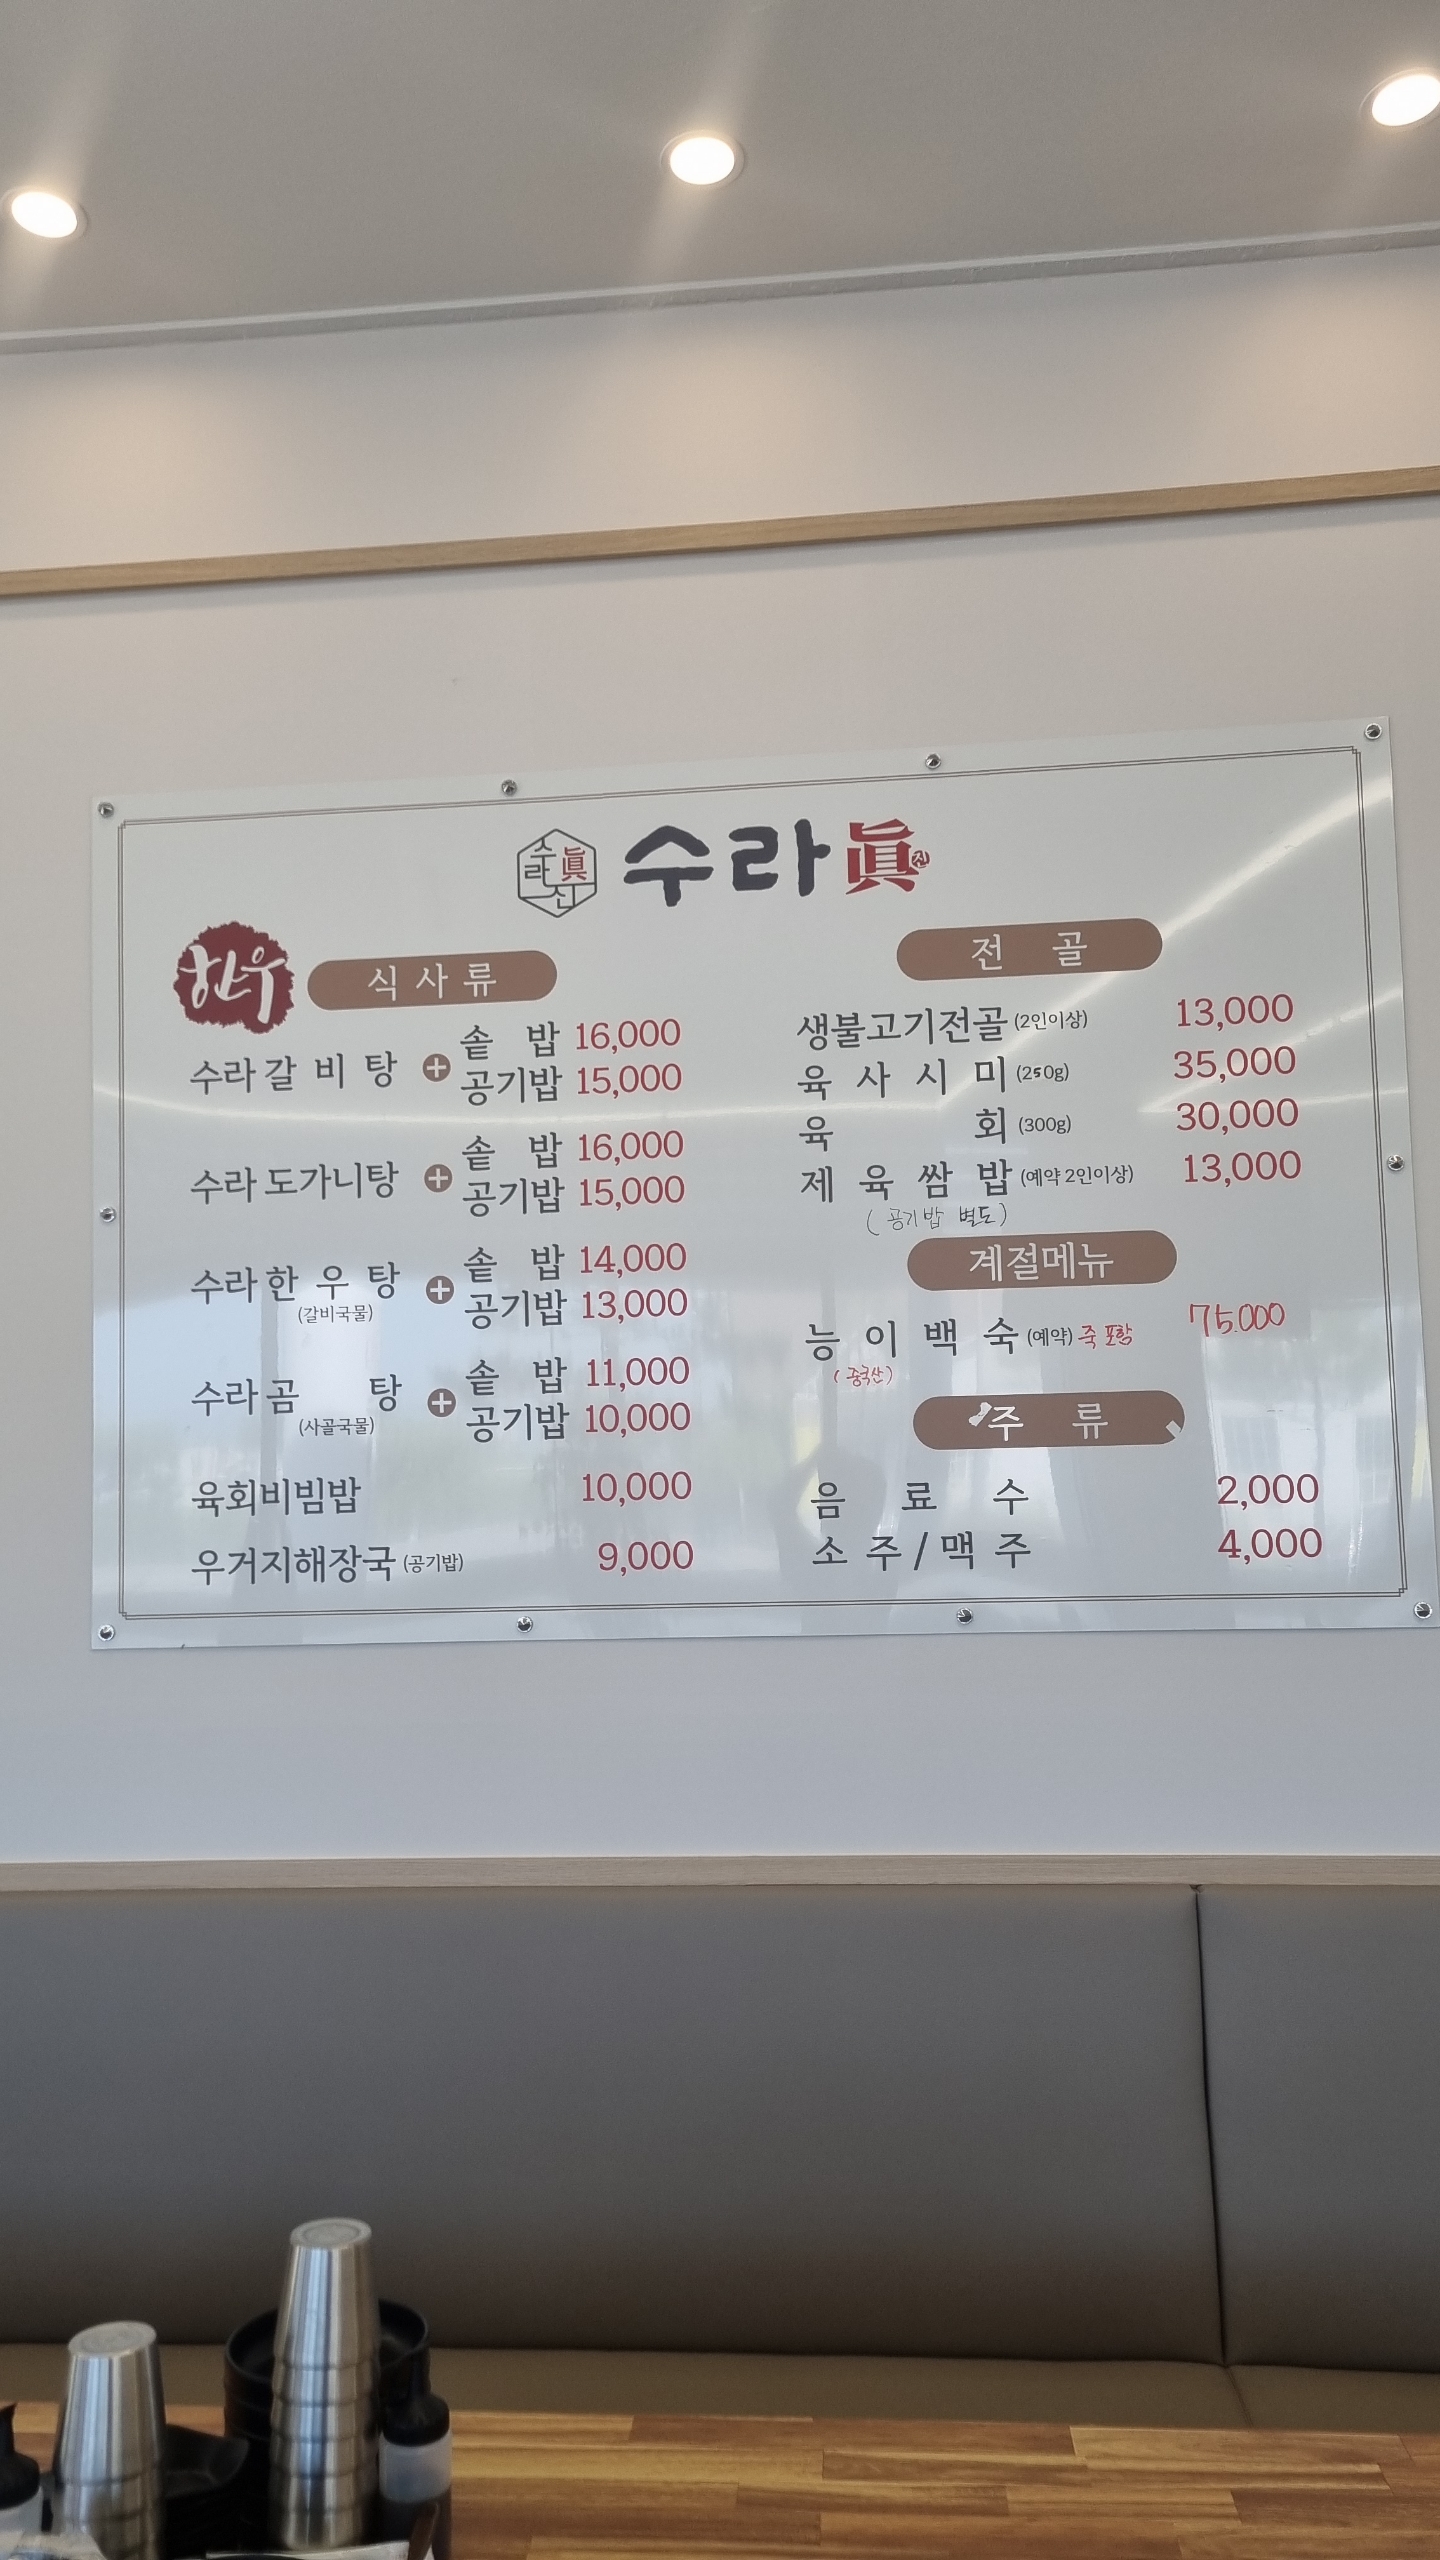 수라眞
수라眞진
한우
식사류
수라갈비탕 + 솥밥 16,000
공기밥 15,000
수라도가니탕 + 솥밥 16,000
공기밥 15,000
수라한우탕 + 솥밥 14,000
(갈비국물) 공기밥 13,000
수라곰탕 + 솥밥 11,000
(사골국물) 공기밥 10,000
육회비빔밥 10,000
우거지해장국 (공기밥) 9,000
전골
생불고기전골 (2인이상) 13,000
육사시미 (250g) 35,000
육회 (300g) 30,000
제육쌈밥 (예약 2인이상) 13,000
(공기밥 별도)
계절메뉴
능이백숙 (예약) 죽 포함 75.000
(중국산)
주류
음료수 2,000
소주/맥주 4,000